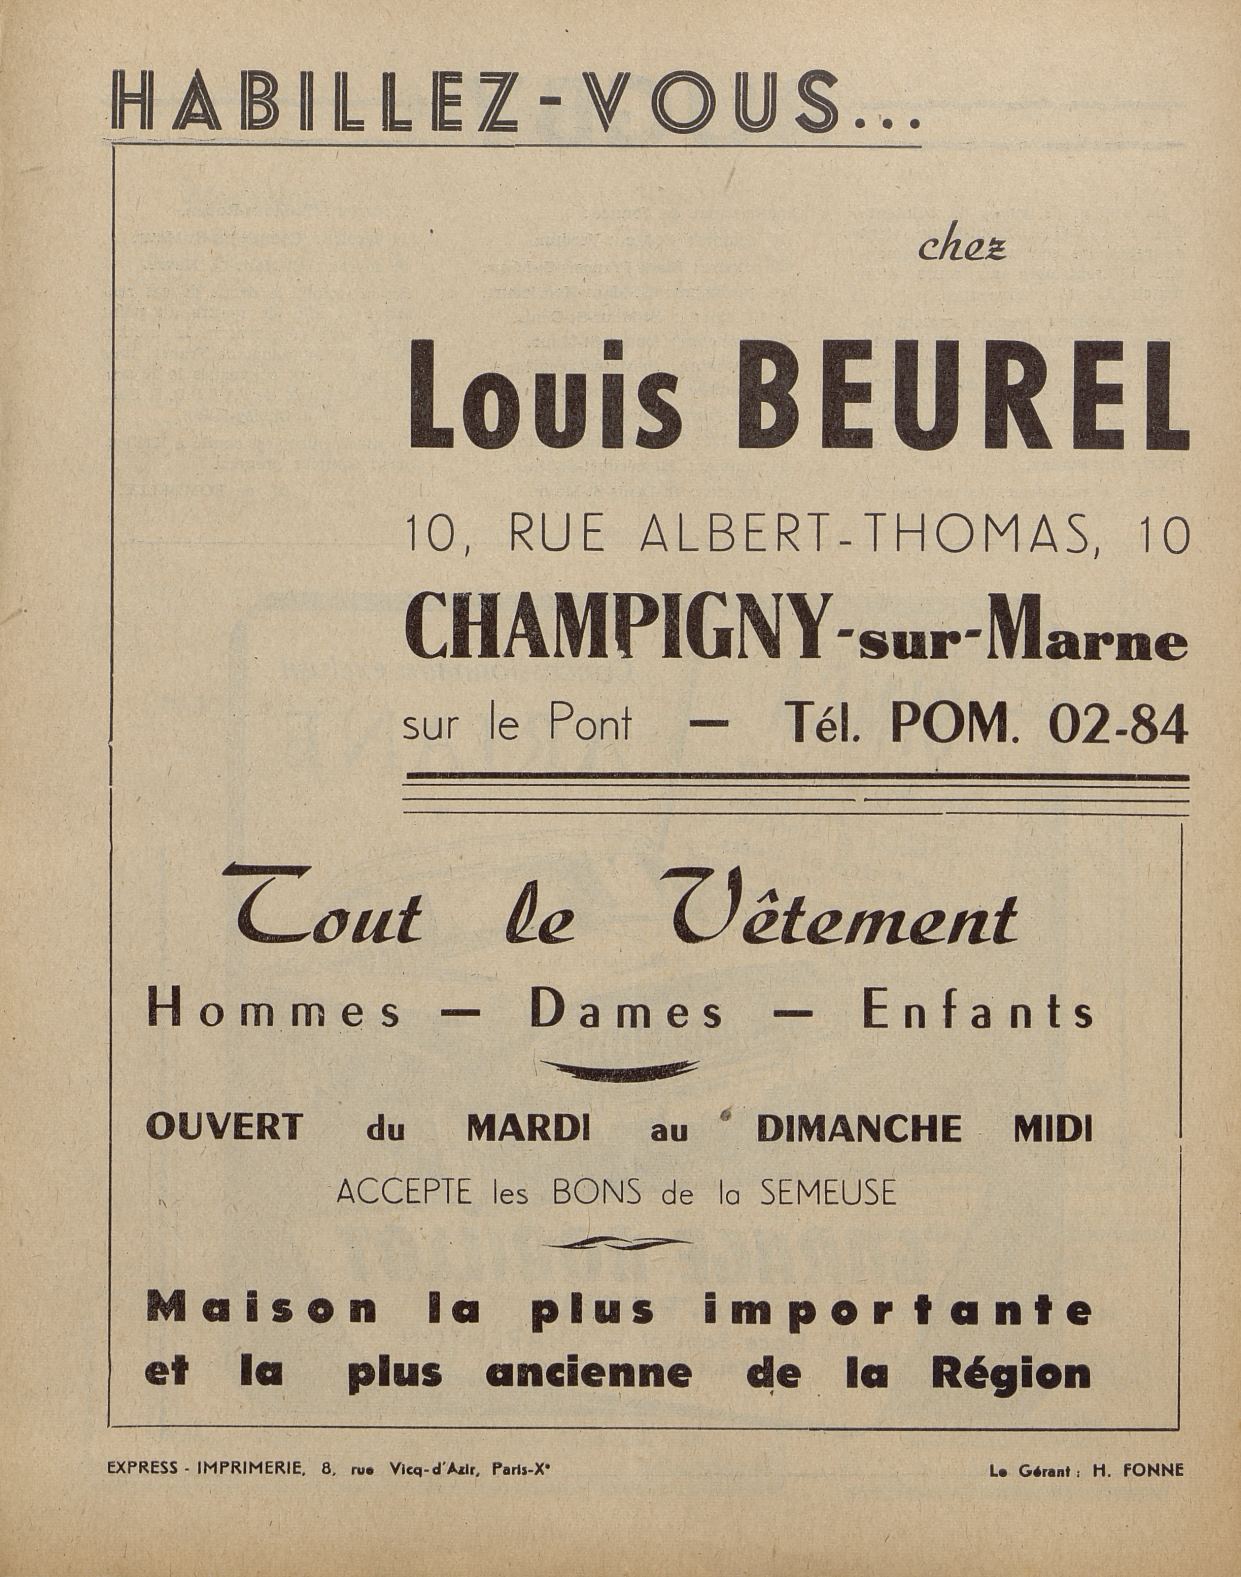 HABILLEZ-VOUS...
chez
Louis BEUREL
10, RUE ALBERT-THOMAS, 10
CHAMPIGNY-sur-Marne
sur le Pont — Tél. POM. 02-84
Tout le Vêtement
Hommes — Dames — Enfants
OUVERT du MARDI au DIMANCHE MIDI
ACCEPTE les BONS de la SEMEUSE
Maison la plus importante
et la plus ancienne de la Région
EXPRESS - IMPRIMERIE, 8, rue Vicq-d'Azir, Paris-Xe
Le Gérant : H. FONNE